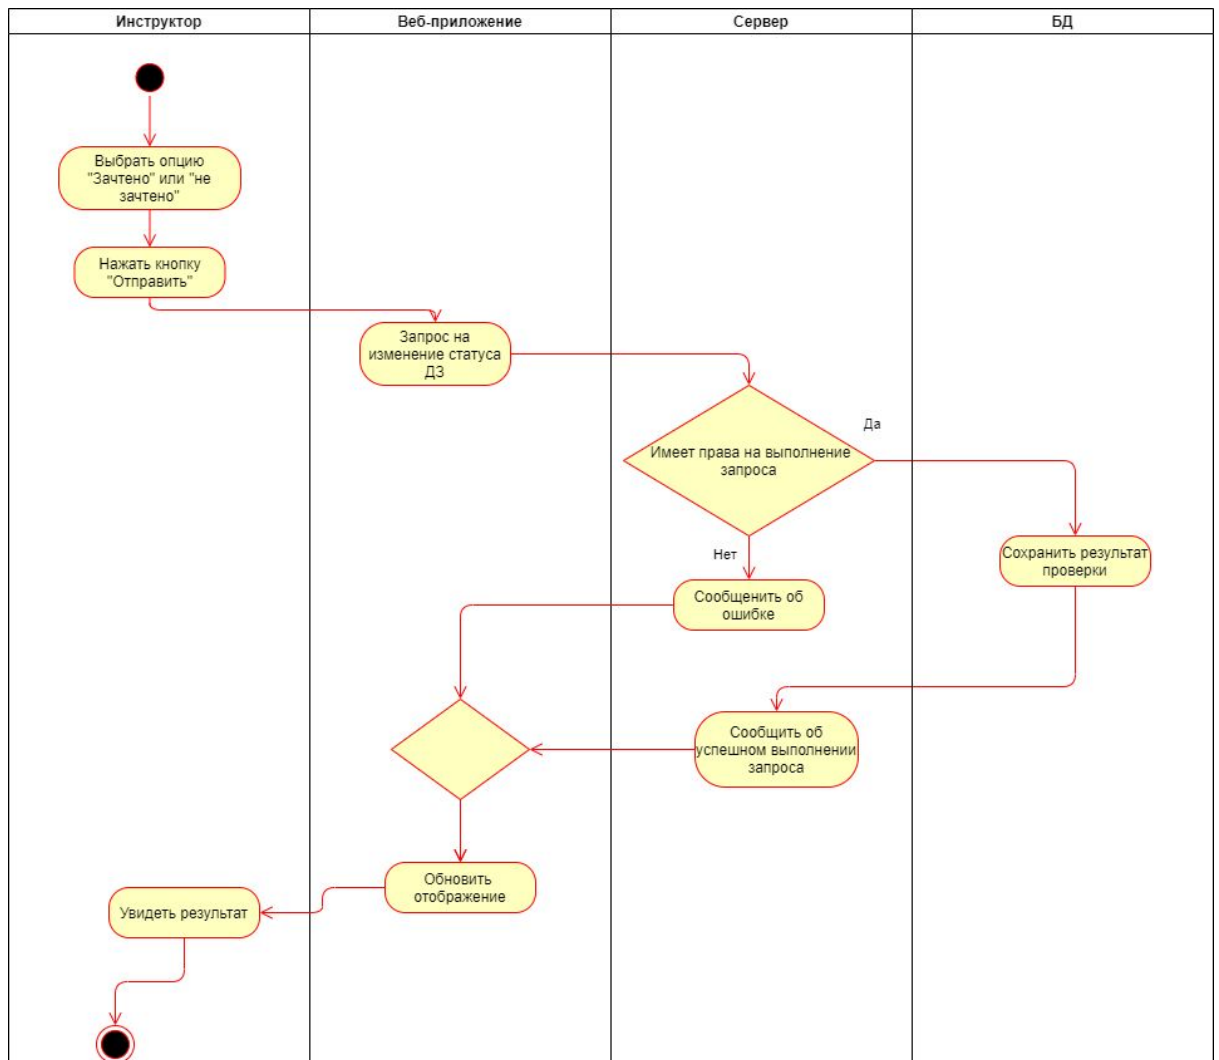 Инструктор
Веб-приложение
Сервер
БД
Выбрать опцию
"Зачтено" или "не
зачтено"
Нажать кнопку
"Отправить"
Запрос на
изменение статуса
ДЗ
Да
Имеет права на выполнение
запроса
Нет
Сохранить результат
проверки
Сообщенить об
ошибке
Сообщить об
успешном выполнении
запроса
Обновить
отображение
Увидеть результат